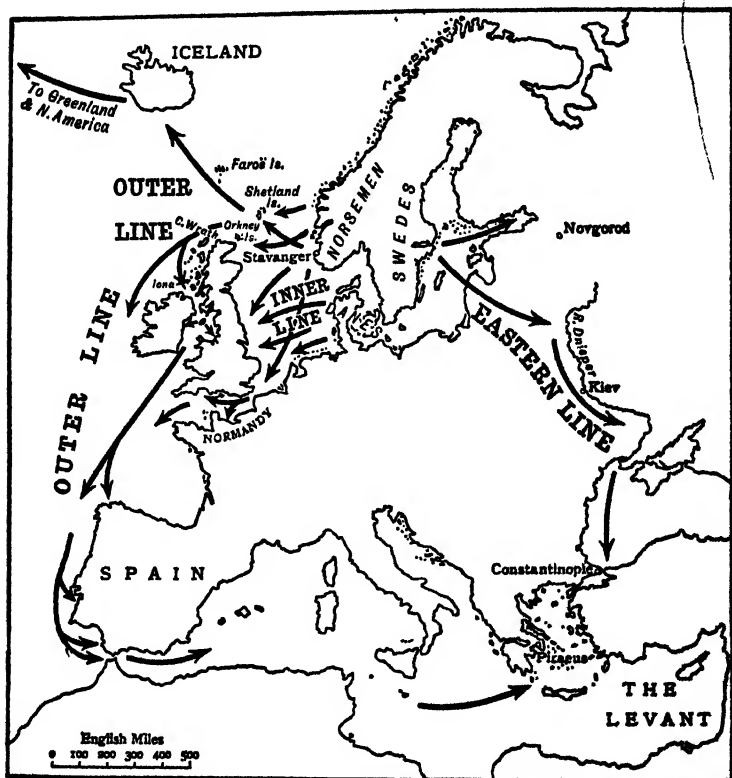 ICELAND
To Greenland
& N. America
Faroë Is.
OUTER
LINE
Shetland
Is.
C. Wrath
Orkney
Is.
Stavanger
NORSEMEN
SWEDES
Novgorod
Iona
INNER
LINE
DAN
OUTER LINE
EASTERN LINE
R. Dnieper
Kiev
NORMANDY
SPAIN
Constantinople
Piraeus
THE
LEVANT
English Miles
0 100 200 300 400 500